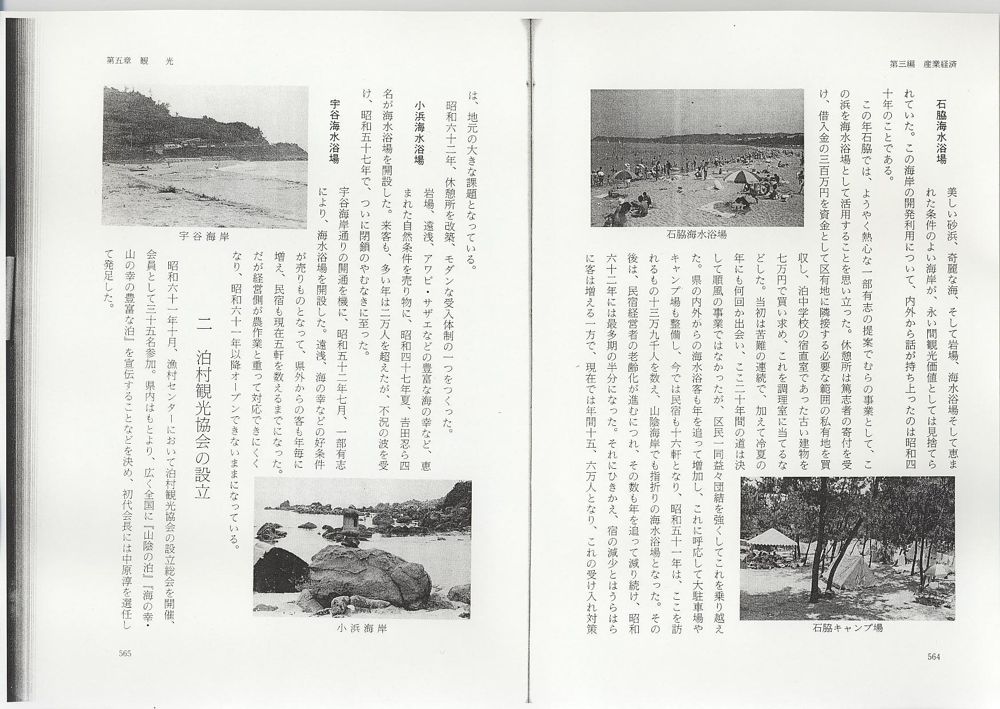 第三編　産業経済
石脇海水浴場
美しい砂浜、奇麗な海、そして岩場、海水浴場そして恵ま
れた条件のよい海岸が、永い間観光価値としては見捨てら
れていた。この海岸の開発利用について、内外から話が持ち上ったのは昭和四
十年のことである。
この年石脇では、ようやく熱心な一部有志の提案でむらの事業として、こ
の浜を海水浴場として活用することを思い立った。休憩所は篤志者の寄付を受
け、借入金の三百万円を資金として区有地に隣接する必要な範囲の私有地を買
収し、泊中学校の宿直室であった古い建物を
七万円で買い求め、これを調理室に当てるな
どした。当初は苦難の連続で、加えて冷夏の
年にも何回か出会い、ここ二十年間の道は決
して順風の事業ではなかったが、区民一同益々団結を強くしてこれを乗り越え
た。県の内外からの海水浴客も年を追って増加し、これに呼応して大駐車場や
キャンプ場も整備し、今では民宿も十六軒となり、昭和五十一年は、ここを訪
れるもの十三万九千人を数え、山陰海岸でも指折りの海水浴場となった。その
後は、民宿経営者の老齢化が進むにつれ、その数も年を追って減り続け、昭和
六十二年には最多期の半分になった。それにひきかえ、宿の減少とはうらはら
に客は増える一方で、現在では年間十五、六万人となり、これの受け入れ対策
石脇海水浴場
石脇キャンプ場
564
第五章　観　光
は、地元の大きな課題となっている。
昭和六十二年、休憩所を改築、モダンな受入体制の一つをつくった。
小浜海水浴場
岩場、遠浅、アワビ・サザエなどの豊富な海の幸など、恵
まれた自然条件を売り物に、昭和四十七年夏、吉田忍ら四
名が海水浴場を開設した。来客も、多い年は二万人を超えたが、不況の波を受
け、昭和五十七年で、ついに閉鎖のやむなきに至った。
宇谷海水浴場
宇谷海岸通りの開通を機に、昭和五十二年七月、一部有志
により、海水浴場を開設した。遠浅、海の幸などの好条件
が売りものとなって、県外からの客も年毎に
増え、民宿も現在五軒を数えるまでになった。
だが経営側が農作業と重って対応できにくく
なり、昭和六十一年以降オープンできないままになっている。
二　泊村観光協会の設立
昭和六十一年十月、漁村センターにおいて泊村観光協会の設立総会を開催、
会員として三十五名参加。県内はもとより、広く全国に『山陰の泊』『海の幸・
山の幸の豊富な泊』を宣伝することなどを決め、初代会長には中原淳を選任し
て発足した。
宇谷海岸
小浜海岸
565